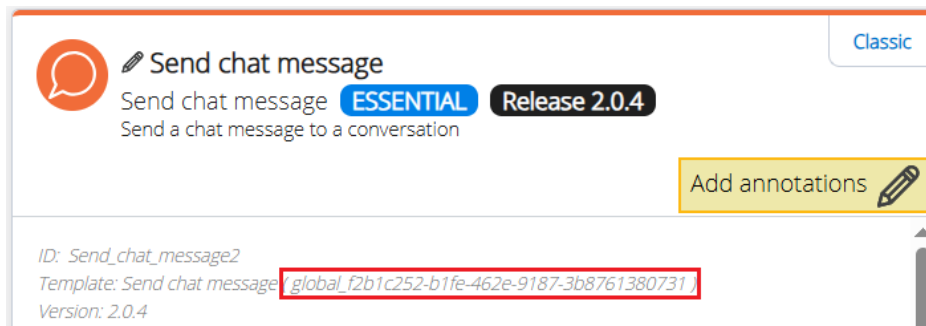 Classic
Send chat message
Send chat message ESSENTIAL Release 2.0.4
Send a chat message to a conversation
Add annotations
ID: Send_chat_message2
Template: Send chat message ( global_f2b1c252-b1fe-462e-9187-3b8761380731 )
Version: 2.0.4